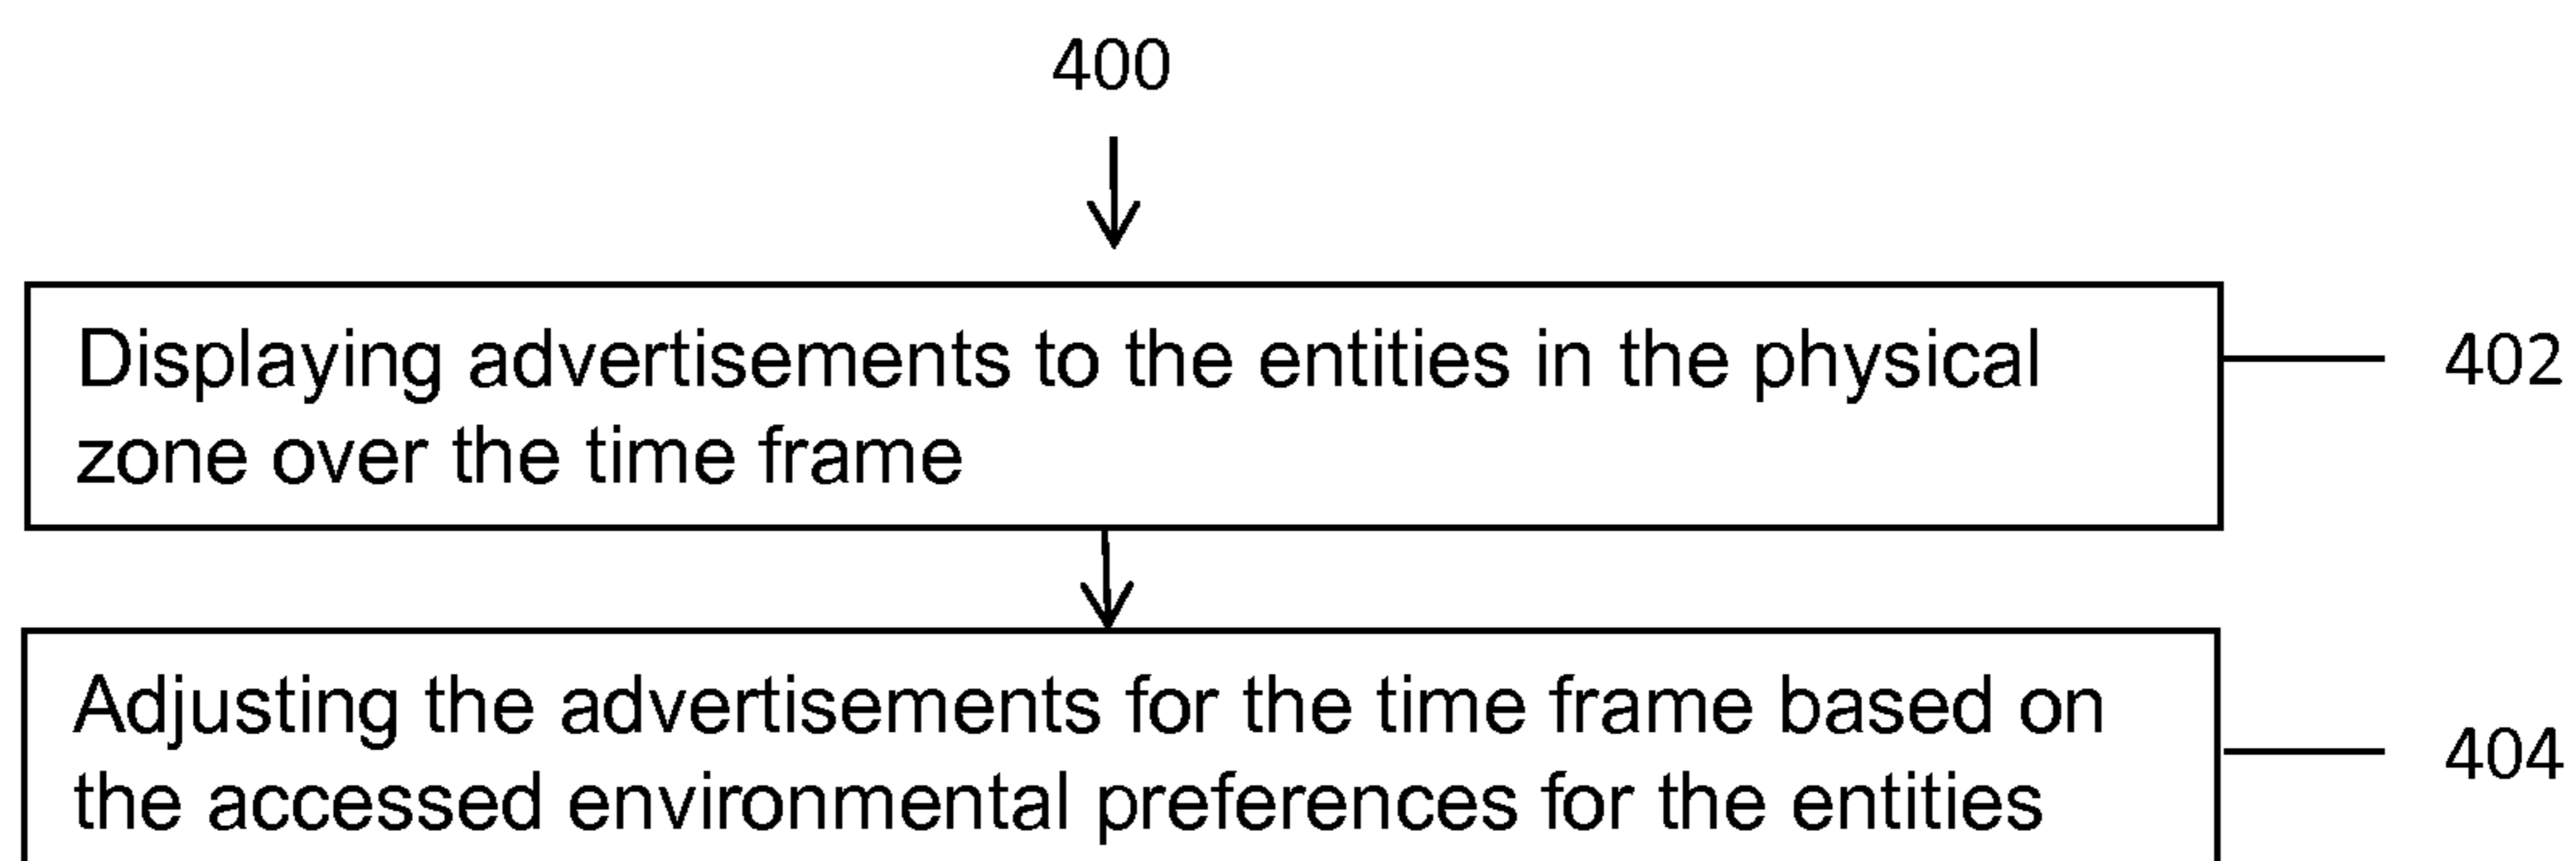 400
Displaying advertisements to the entities in the physical
zone over the time frame
402
Adjusting the advertisements for the time frame based on
the accessed environmental preferences for the entities
404